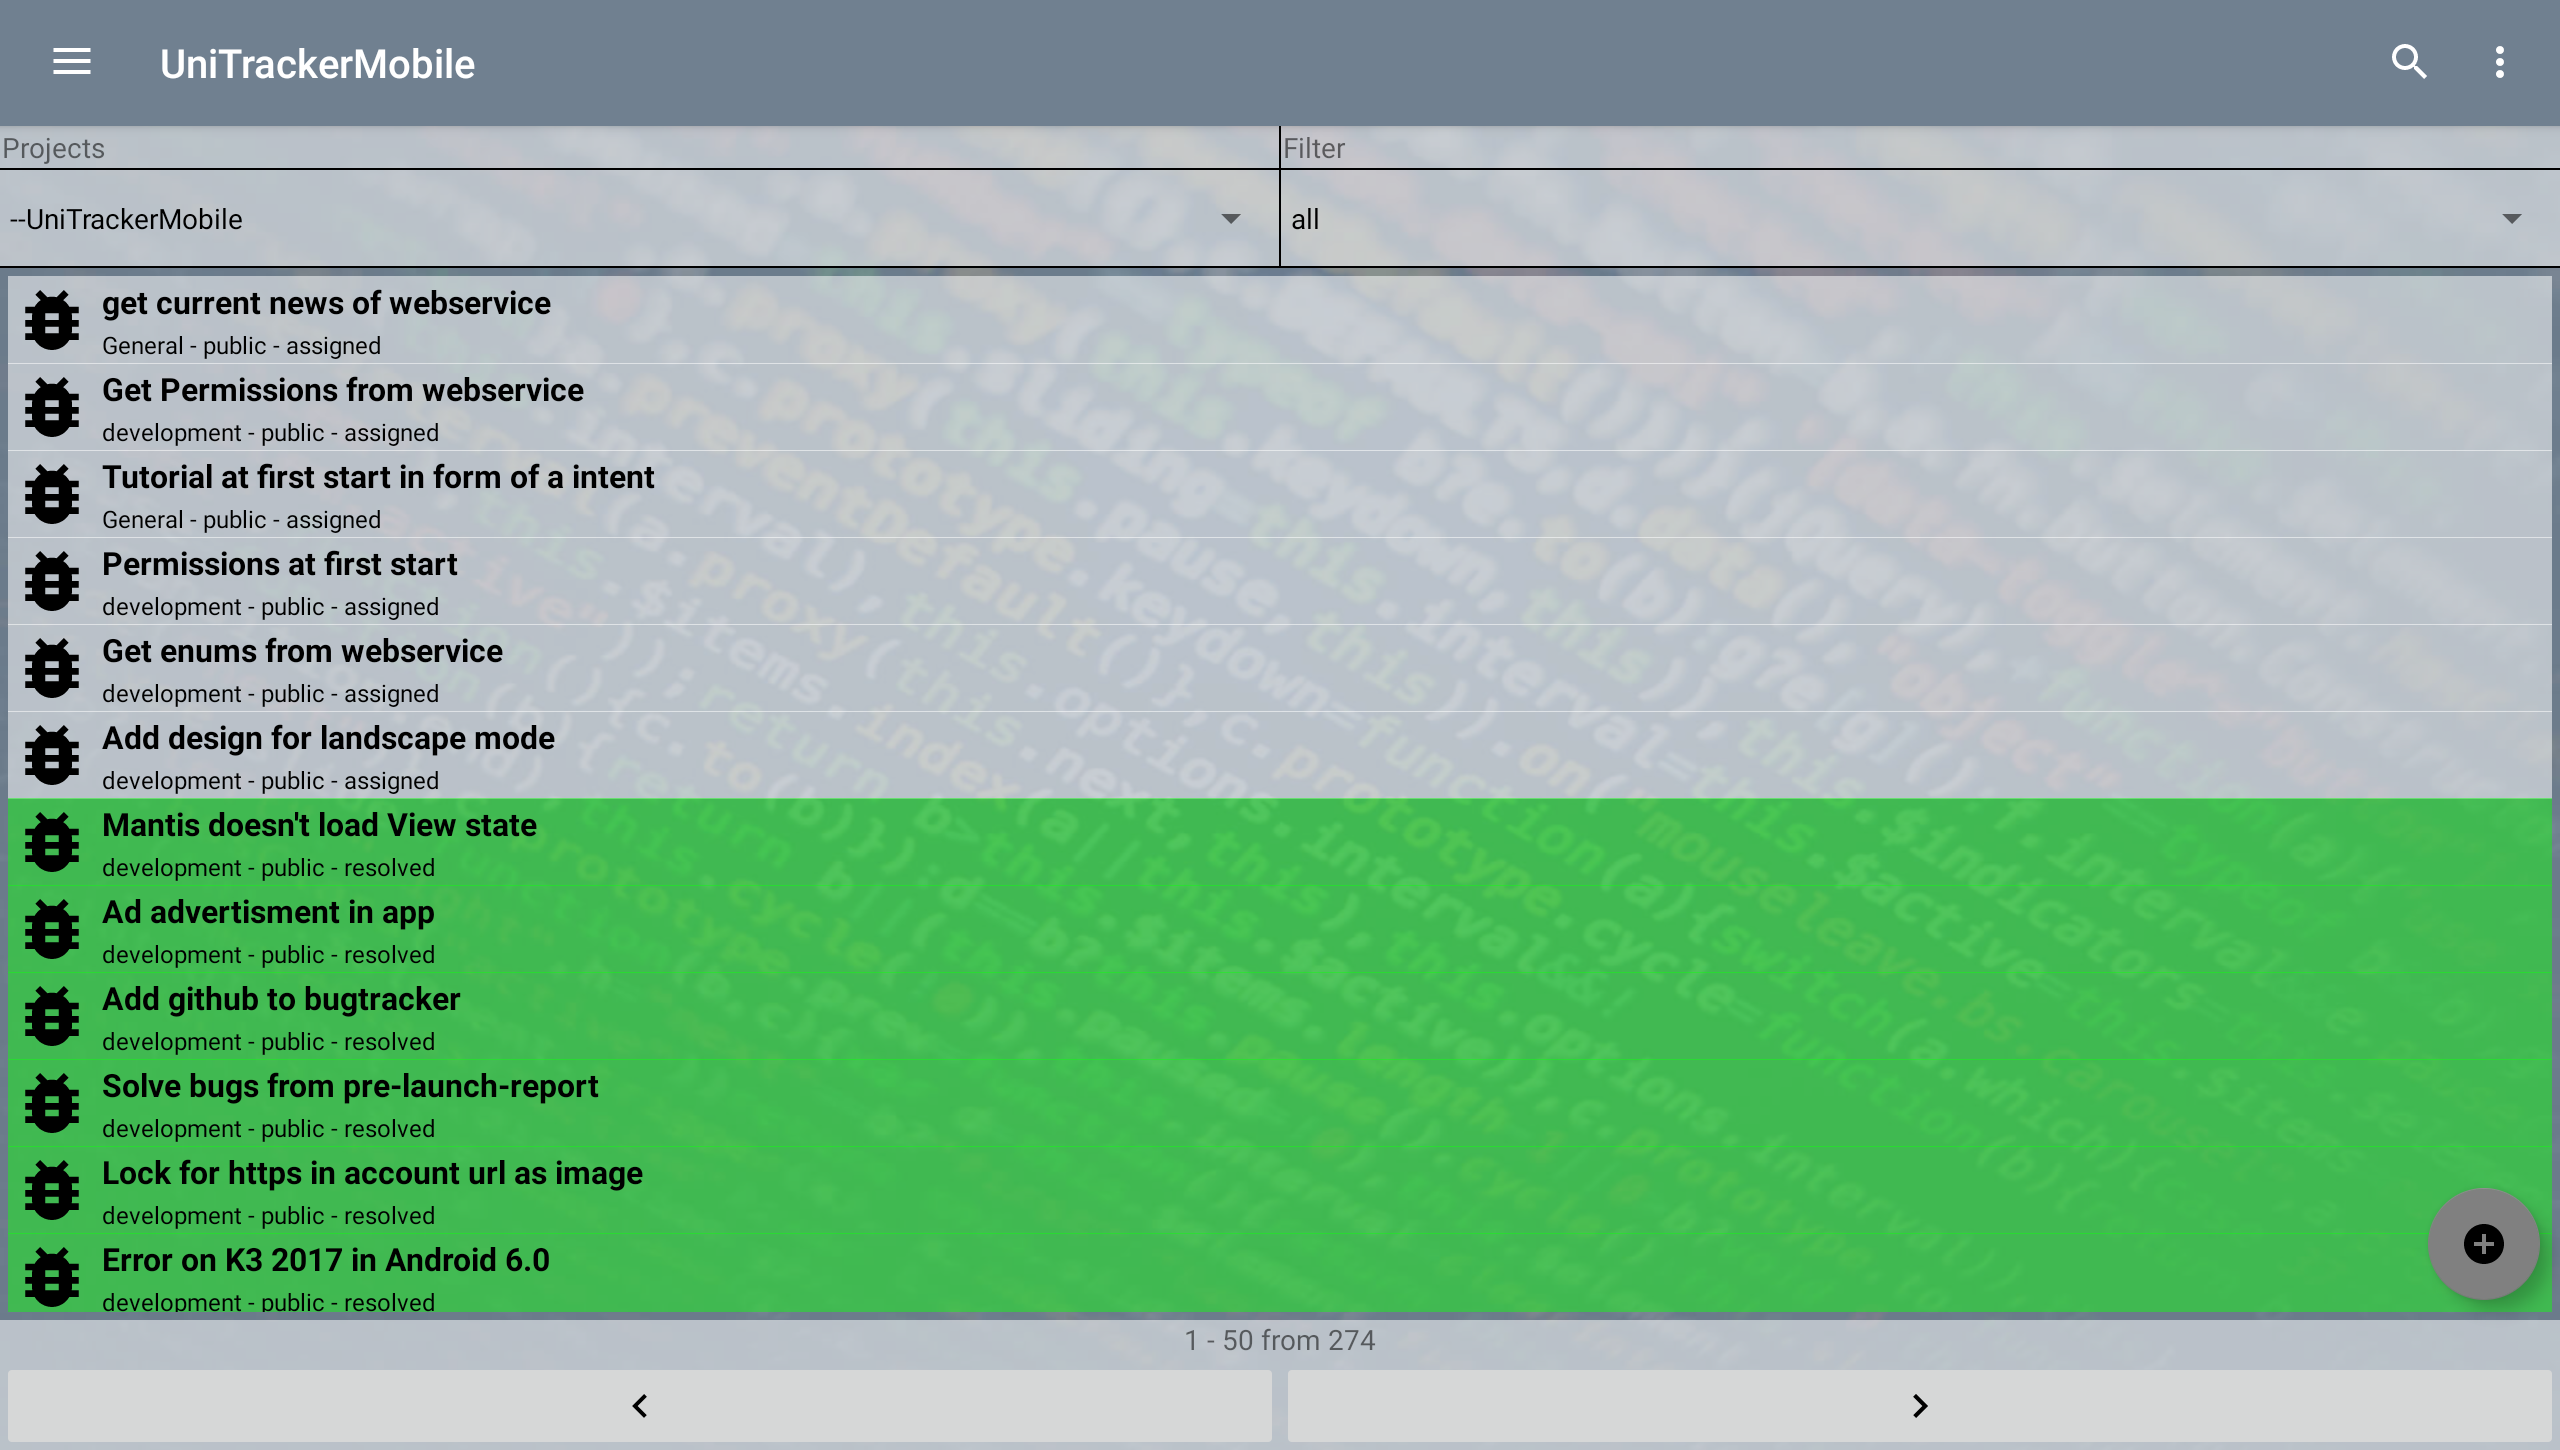 UniTrackerMobile
Projects
Filter
--UniTrackerMobile
all
get current news of webservice
General - public - assigned
Get Permissions from webservice
development - public - assigned
Tutorial at first start in form of a intent
General - public - assigned
Permissions at first start
development - public - assigned
Get enums from webservice
development - public - assigned
Add design for landscape mode
development - public - assigned
Mantis doesn't load View state
development - public - resolved
Ad advertisment in app
development - public - resolved
Add github to bugtracker
development - public - resolved
Solve bugs from pre-launch-report
development - public - resolved
Lock for https in account url as image
development - public - resolved
Error on K3 2017 in Android 6.0
development - public - resolved
1 - 50 from 274